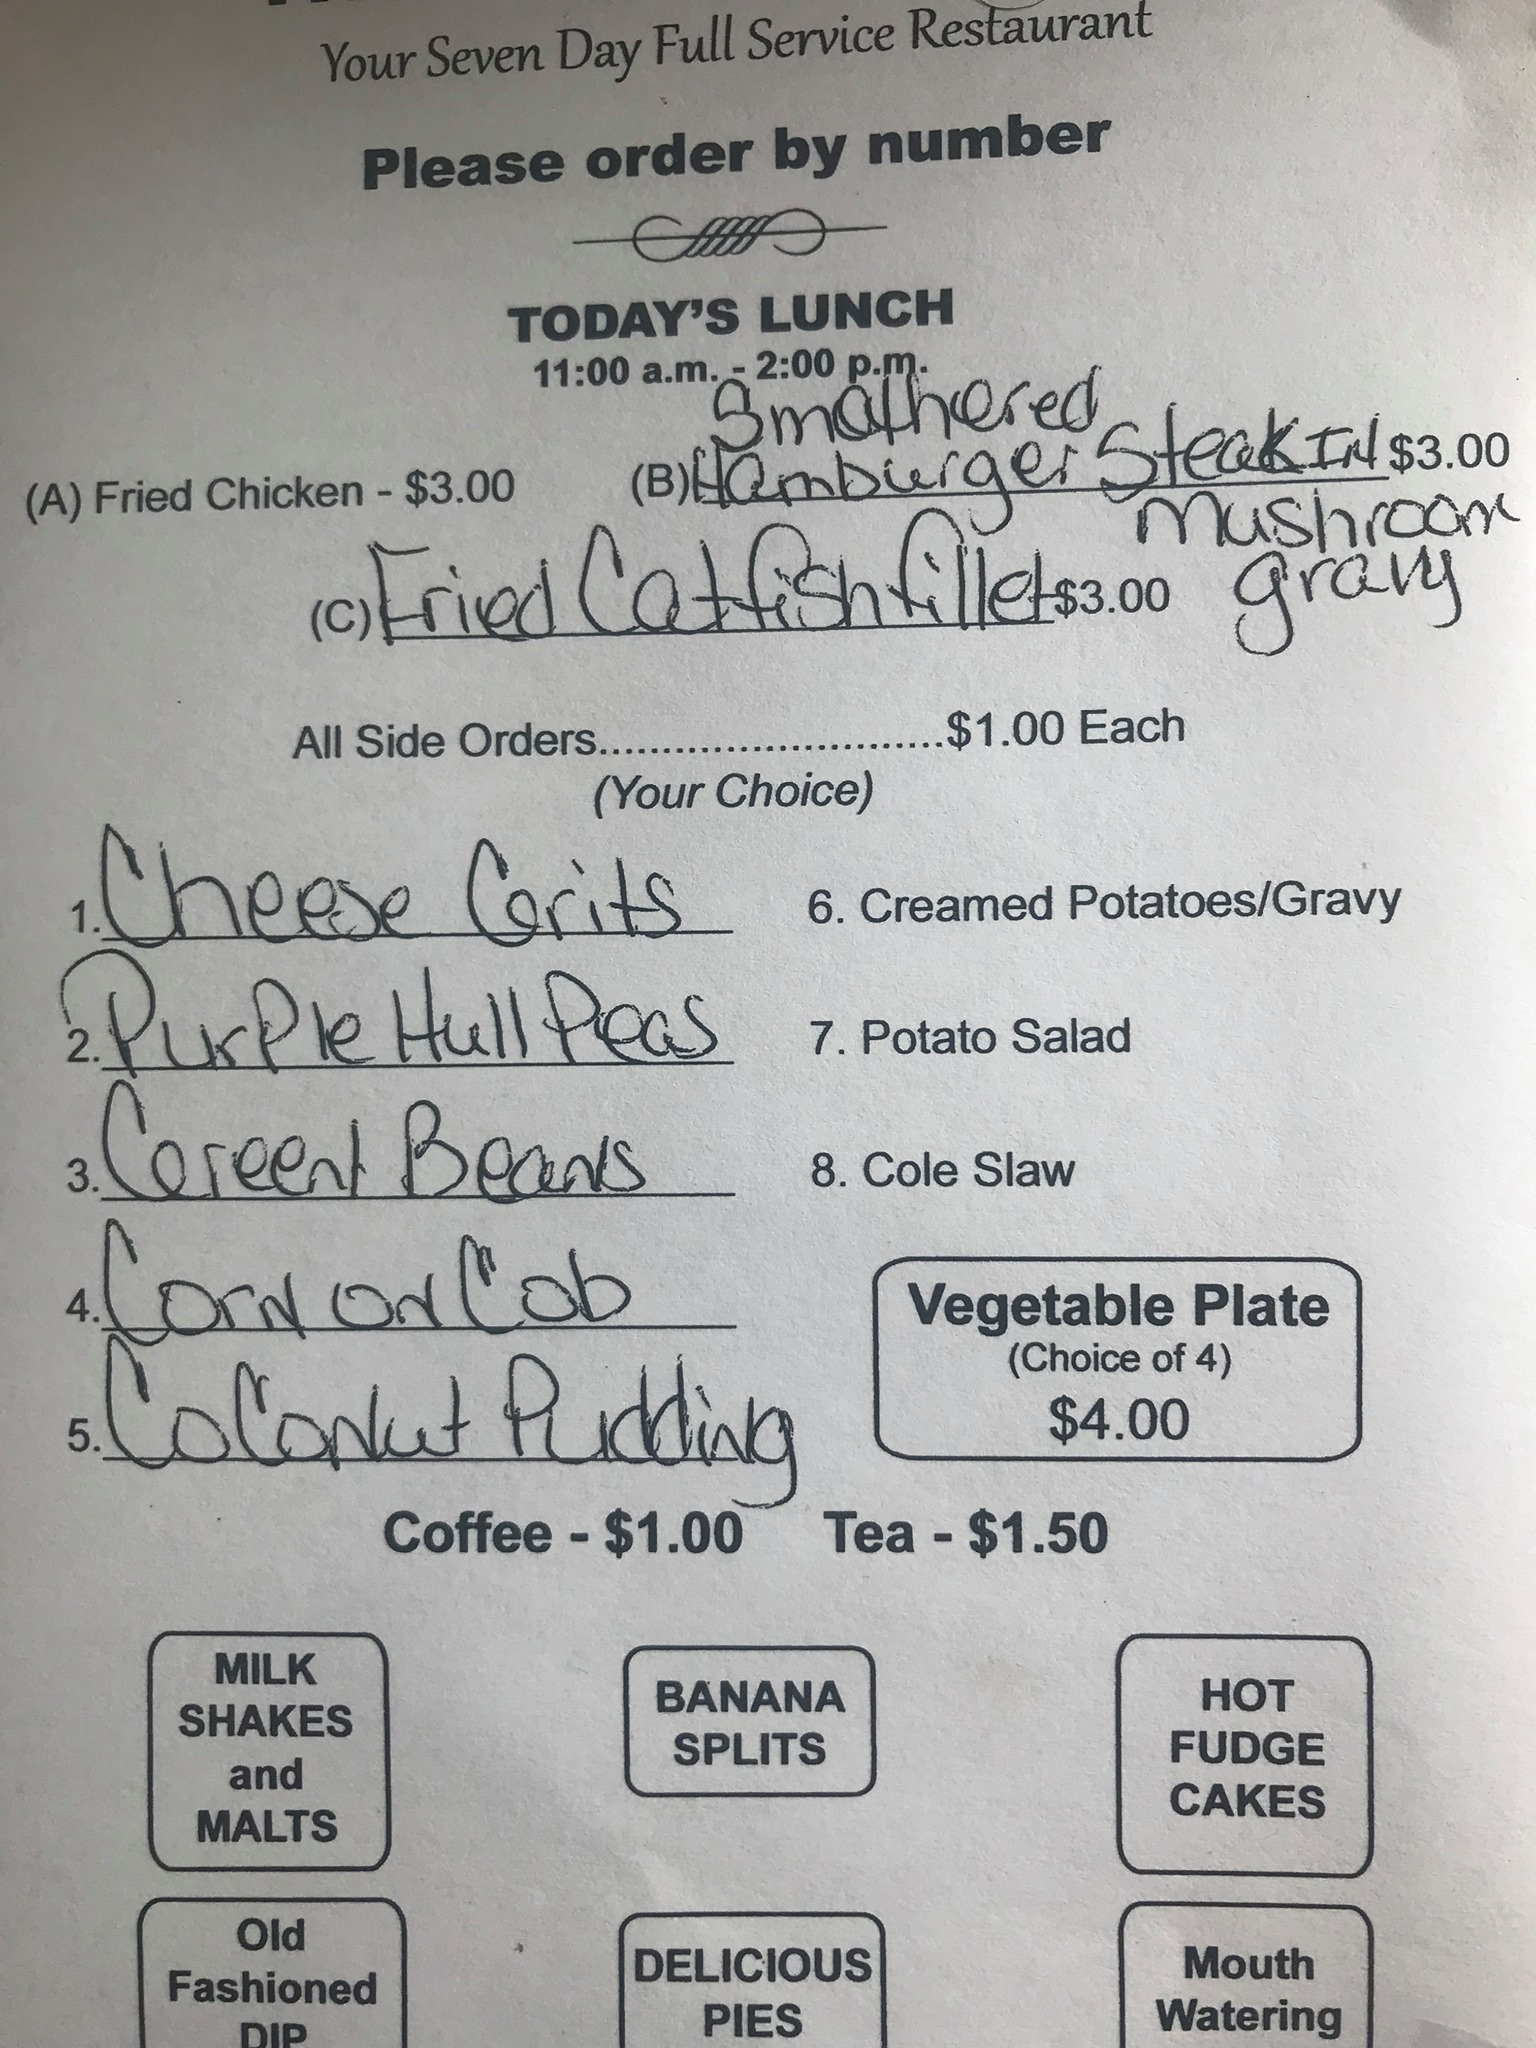 Your Seven Day Full Service Restaurant
Please order by number
TODAY'S LUNCH
11:00 a.m. - 2:00 p.m.
(A) Fried Chicken - $3.00
Smathered
(B) Hamburger Steak IN $3.00
Mushroom
gravy
(C) Fried Catfish fillet $3.00
All Side Orders...........................$1.00 Each
(Your Choice)
1. Cheese Grits
2. Purple Hull Peas
3. Green Beans
4. Corn on Cob
5. Coconut Pudding
6. Creamed Potatoes/Gravy
7. Potato Salad
8. Cole Slaw
Vegetable Plate
(Choice of 4)
$4.00
Coffee - $1.00 Tea - $1.50
MILK
SHAKES
and
MALTS
BANANA
SPLITS
HOT
FUDGE
CAKES
Old
Fashioned
DIP
DELICIOUS
PIES
Mouth
Watering